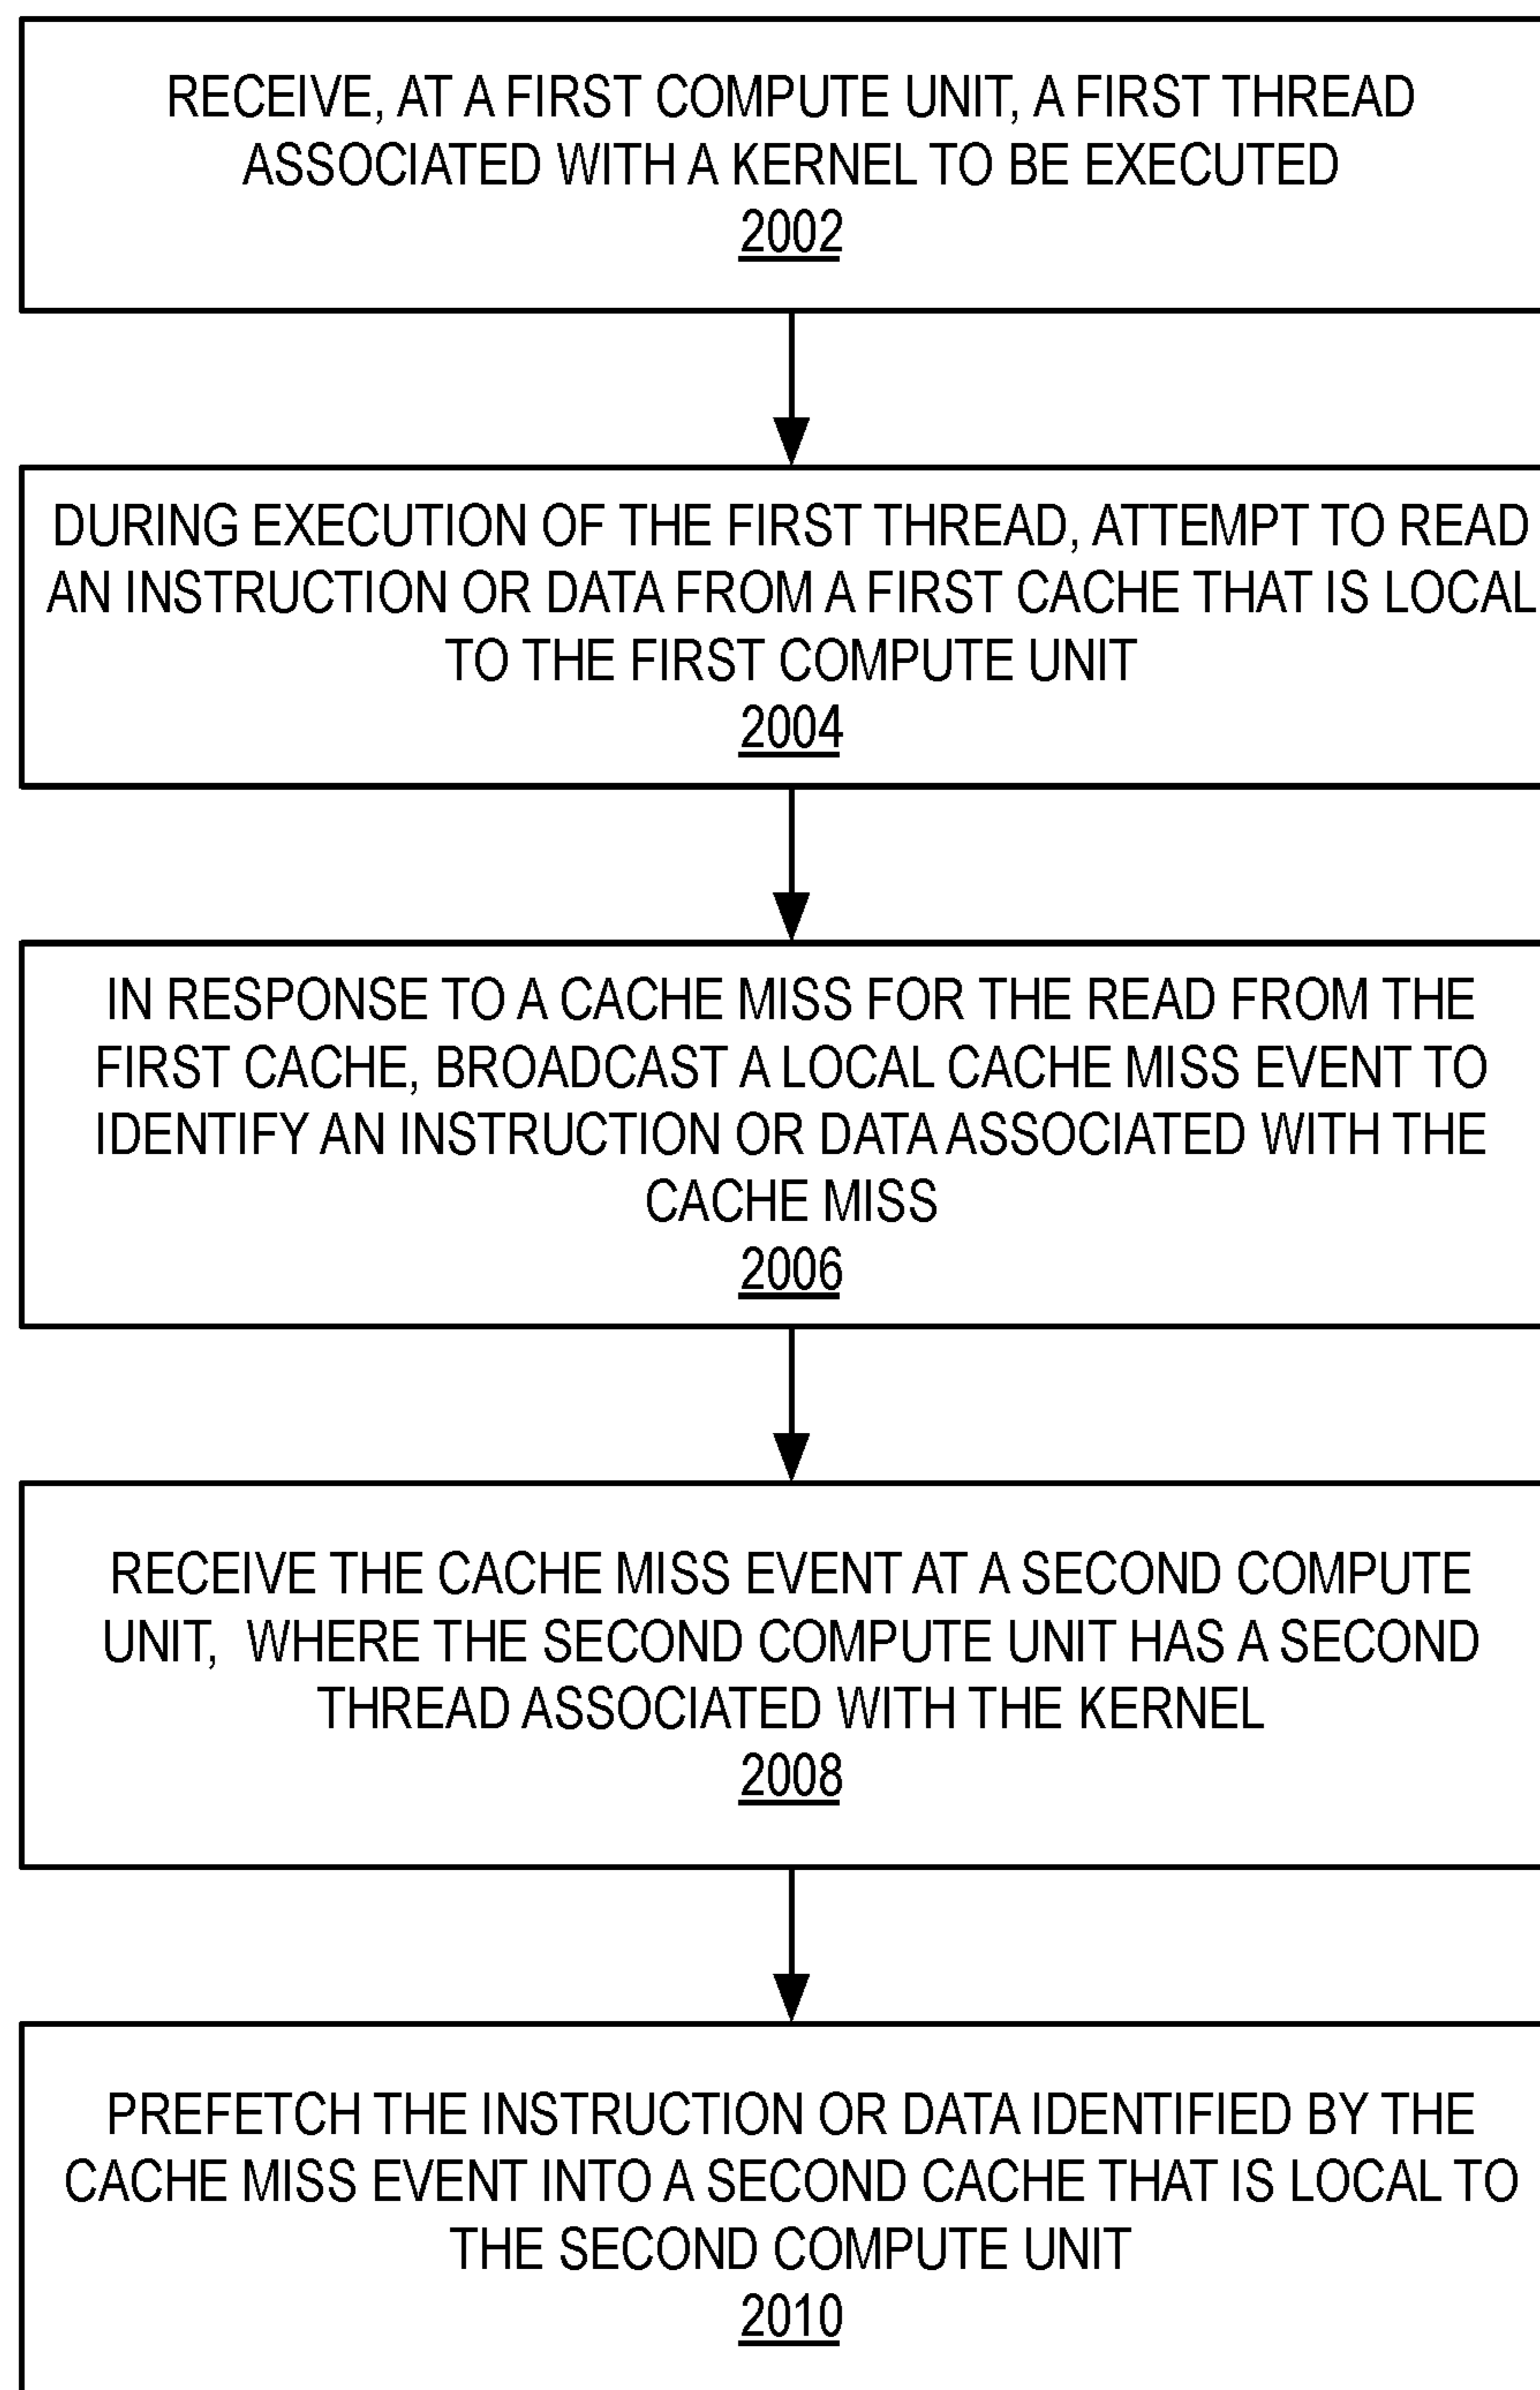 RECEIVE, AT A FIRST COMPUTE UNIT, A FIRST THREAD
ASSOCIATED WITH A KERNEL TO BE EXECUTED
2002
DURING EXECUTION OF THE FIRST THREAD, ATTEMPT TO READ
AN INSTRUCTION OR DATA FROM A FIRST CACHE THAT IS LOCAL
TO THE FIRST COMPUTE UNIT
2004
IN RESPONSE TO A CACHE MISS FOR THE READ FROM THE
FIRST CACHE, BROADCAST A LOCAL CACHE MISS EVENT TO
IDENTIFY AN INSTRUCTION OR DATA ASSOCIATED WITH THE
CACHE MISS
2006
RECEIVE THE CACHE MISS EVENT AT A SECOND COMPUTE
UNIT, WHERE THE SECOND COMPUTE UNIT HAS A SECOND
THREAD ASSOCIATED WITH THE KERNEL
2008
PREFETCH THE INSTRUCTION OR DATA IDENTIFIED BY THE
CACHE MISS EVENT INTO A SECOND CACHE THAT IS LOCAL TO
THE SECOND COMPUTE UNIT
2010